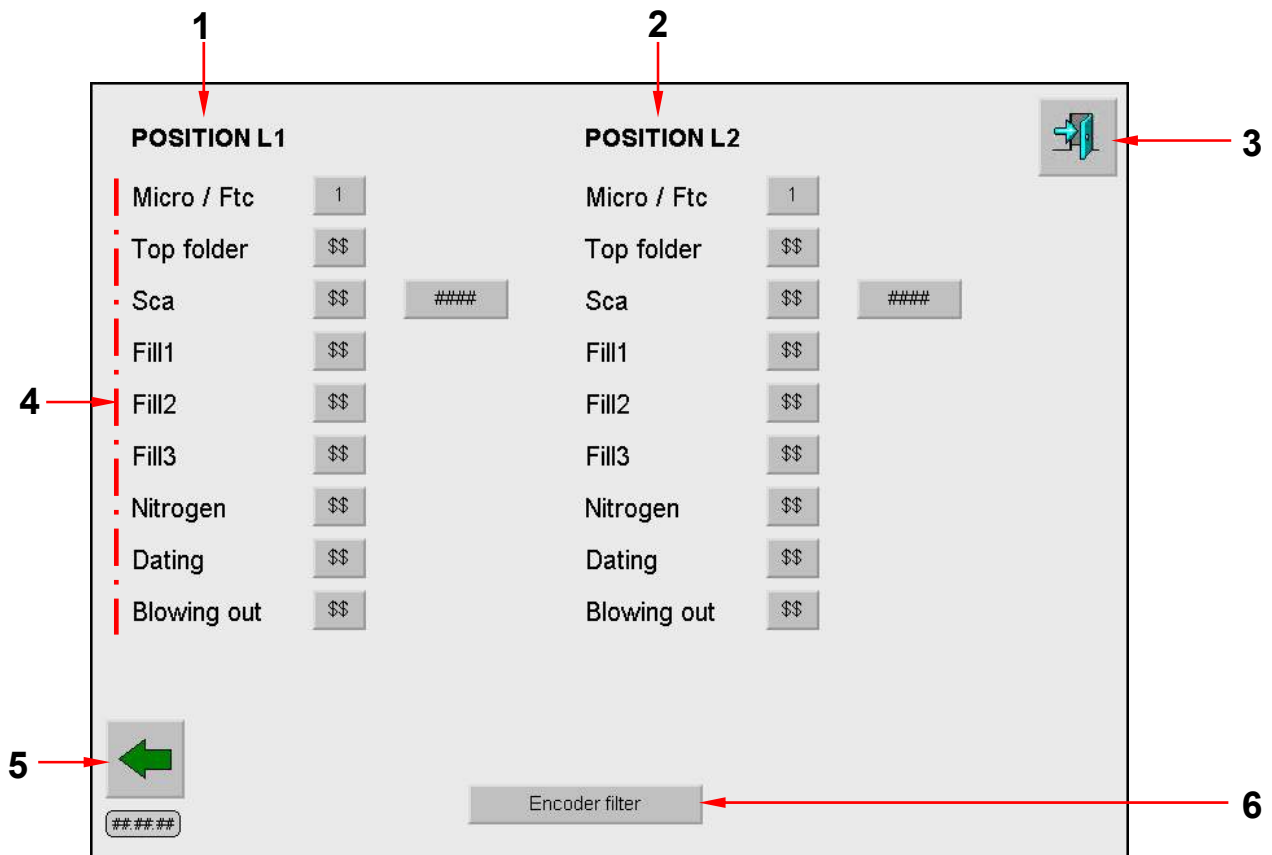 1 2
POSITION L1 POSITION L2
3
Micro / Ftc 1 Micro / Ftc 1
Top folder $$ Top folder $$
Sca $$ #### Sca $$ ####
Fill1 $$ Fill1 $$
4 Fill2 $$ Fill2 $$
Fill3 $$ Fill3 $$
Nitrogen $$ Nitrogen $$
Dating $$ Dating $$
Blowing out $$ Blowing out $$
5
Encoder filter 6
##.##.##